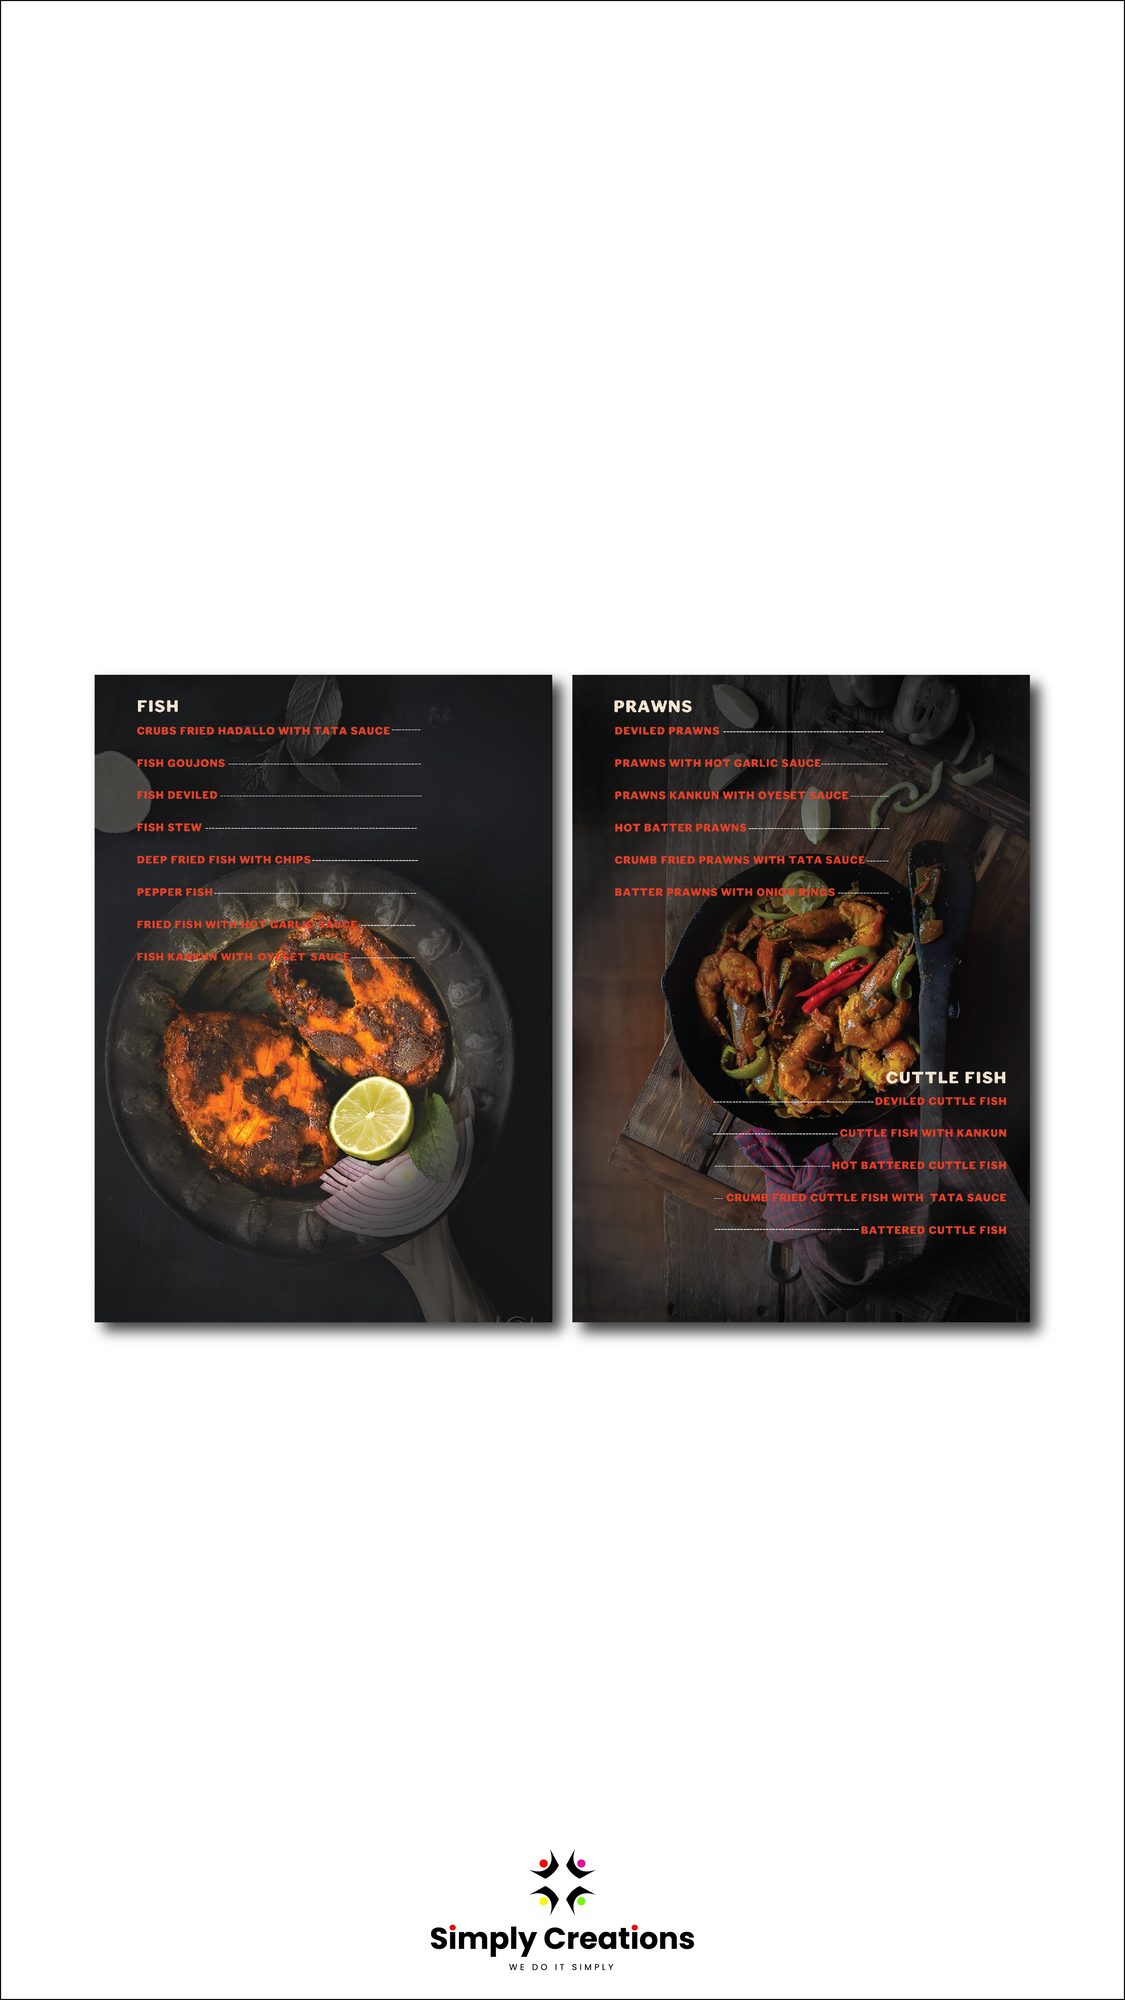 FISH
CRUBS FRIED HADALLO WITH TATA SAUCE
FISH GOUJONS
FISH DEVILED
FISH STEW
DEEP FRIED FISH WITH CHIPS
PEPPER FISH
FRIED FISH WITH HOT GARLIC SAUCE
FISH KANKUN WITH OYESET SAUCE
PRAWNS
DEVILED PRAWNS
PRAWNS WITH HOT GARLIC SAUCE
PRAWNS KANKUN WITH OYESET SAUCE
HOT BATTER PRAWNS
CRUMB FRIED PRAWNS WITH TATA SAUCE
BATTER PRAWNS WITH ONION RINGS
CUTTLE FISH
DEVILED CUTTLE FISH
CUTTLE FISH WITH KANKUN
HOT BATTERED CUTTLE FISH
CRUMB FRIED CUTTLE FISH WITH TATA SAUCE
BATTERED CUTTLE FISH
Simply Creations
WE DO IT SIMPLY